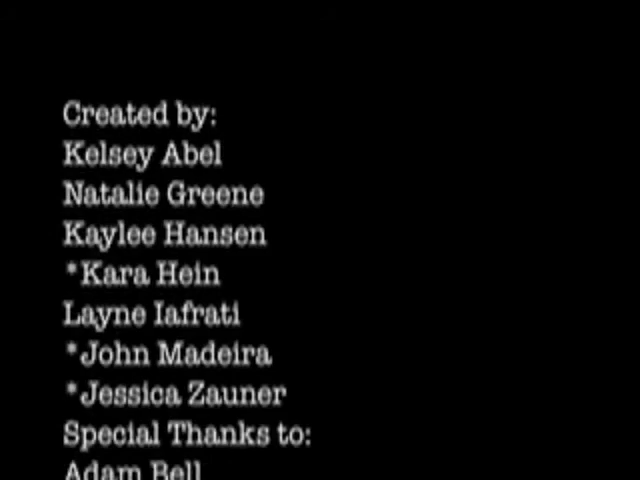 Created by:
Kelsey Abel
Natalie Greene
Kaylee Hansen
*Kara Hein
Layne Iafrati
*John Madeira
*Jessica Zauner
Special Thanks to:
Adam Bell